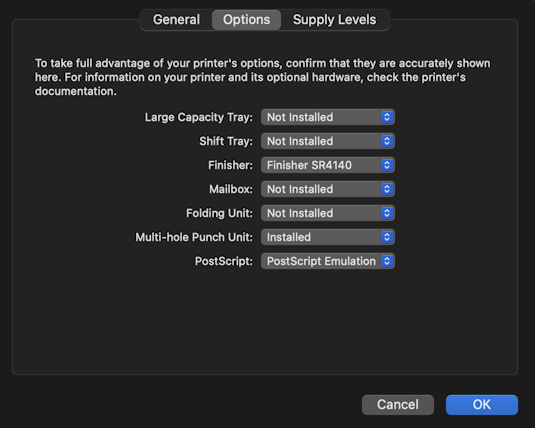 General Options Supply Levels
To take full advantage of your printer's options, confirm that they are accurately shown
here. For information on your printer and its optional hardware, check the printer's
documentation.
Large Capacity Tray: Not Installed
Shift Tray: Not Installed
Finisher: Finisher SR4140
Mailbox: Not Installed
Folding Unit: Not Installed
Multi-hole Punch Unit: Installed
PostScript: PostScript Emulation
Cancel OK